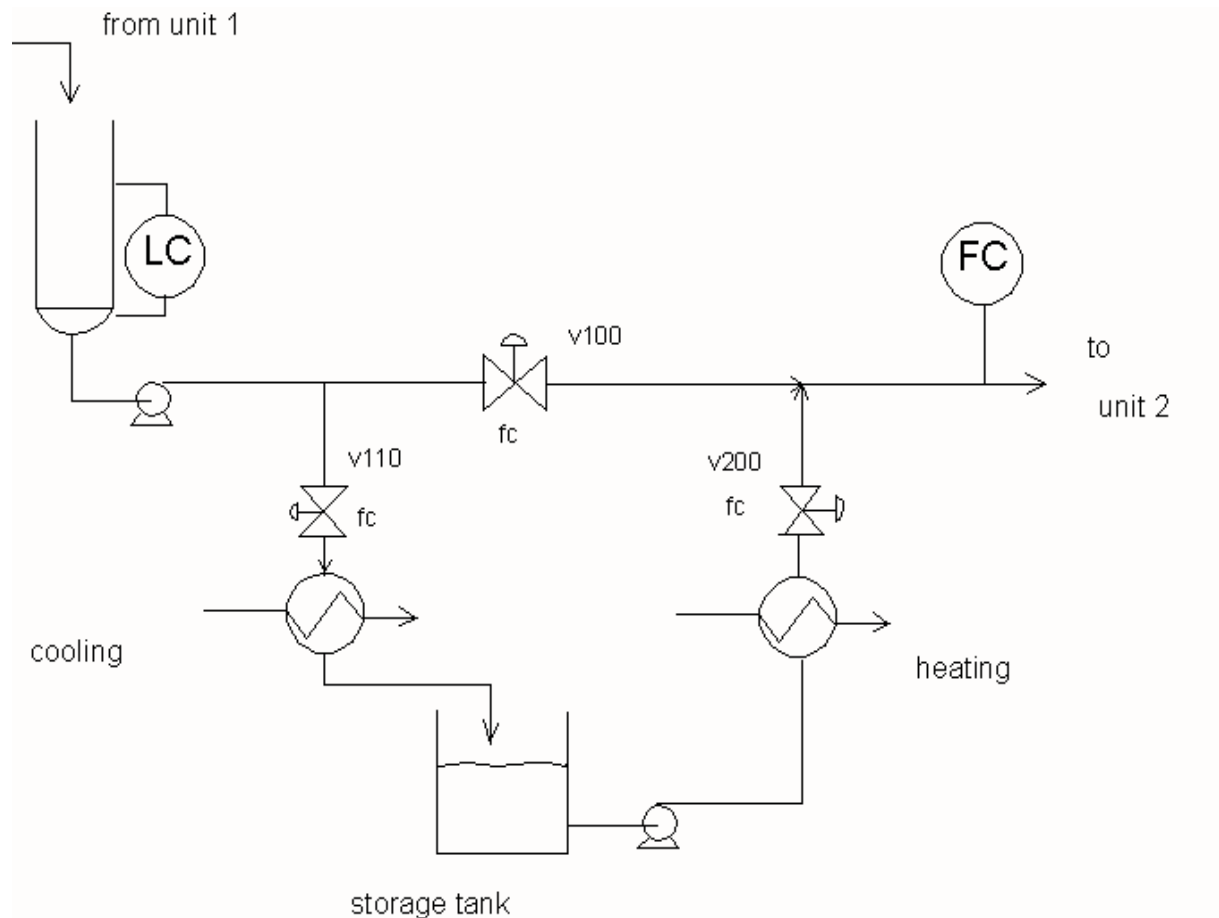 from unit 1
LC
FC
v100
to
unit 2
fc
v110
v200
fc
fc
cooling
heating
storage tank